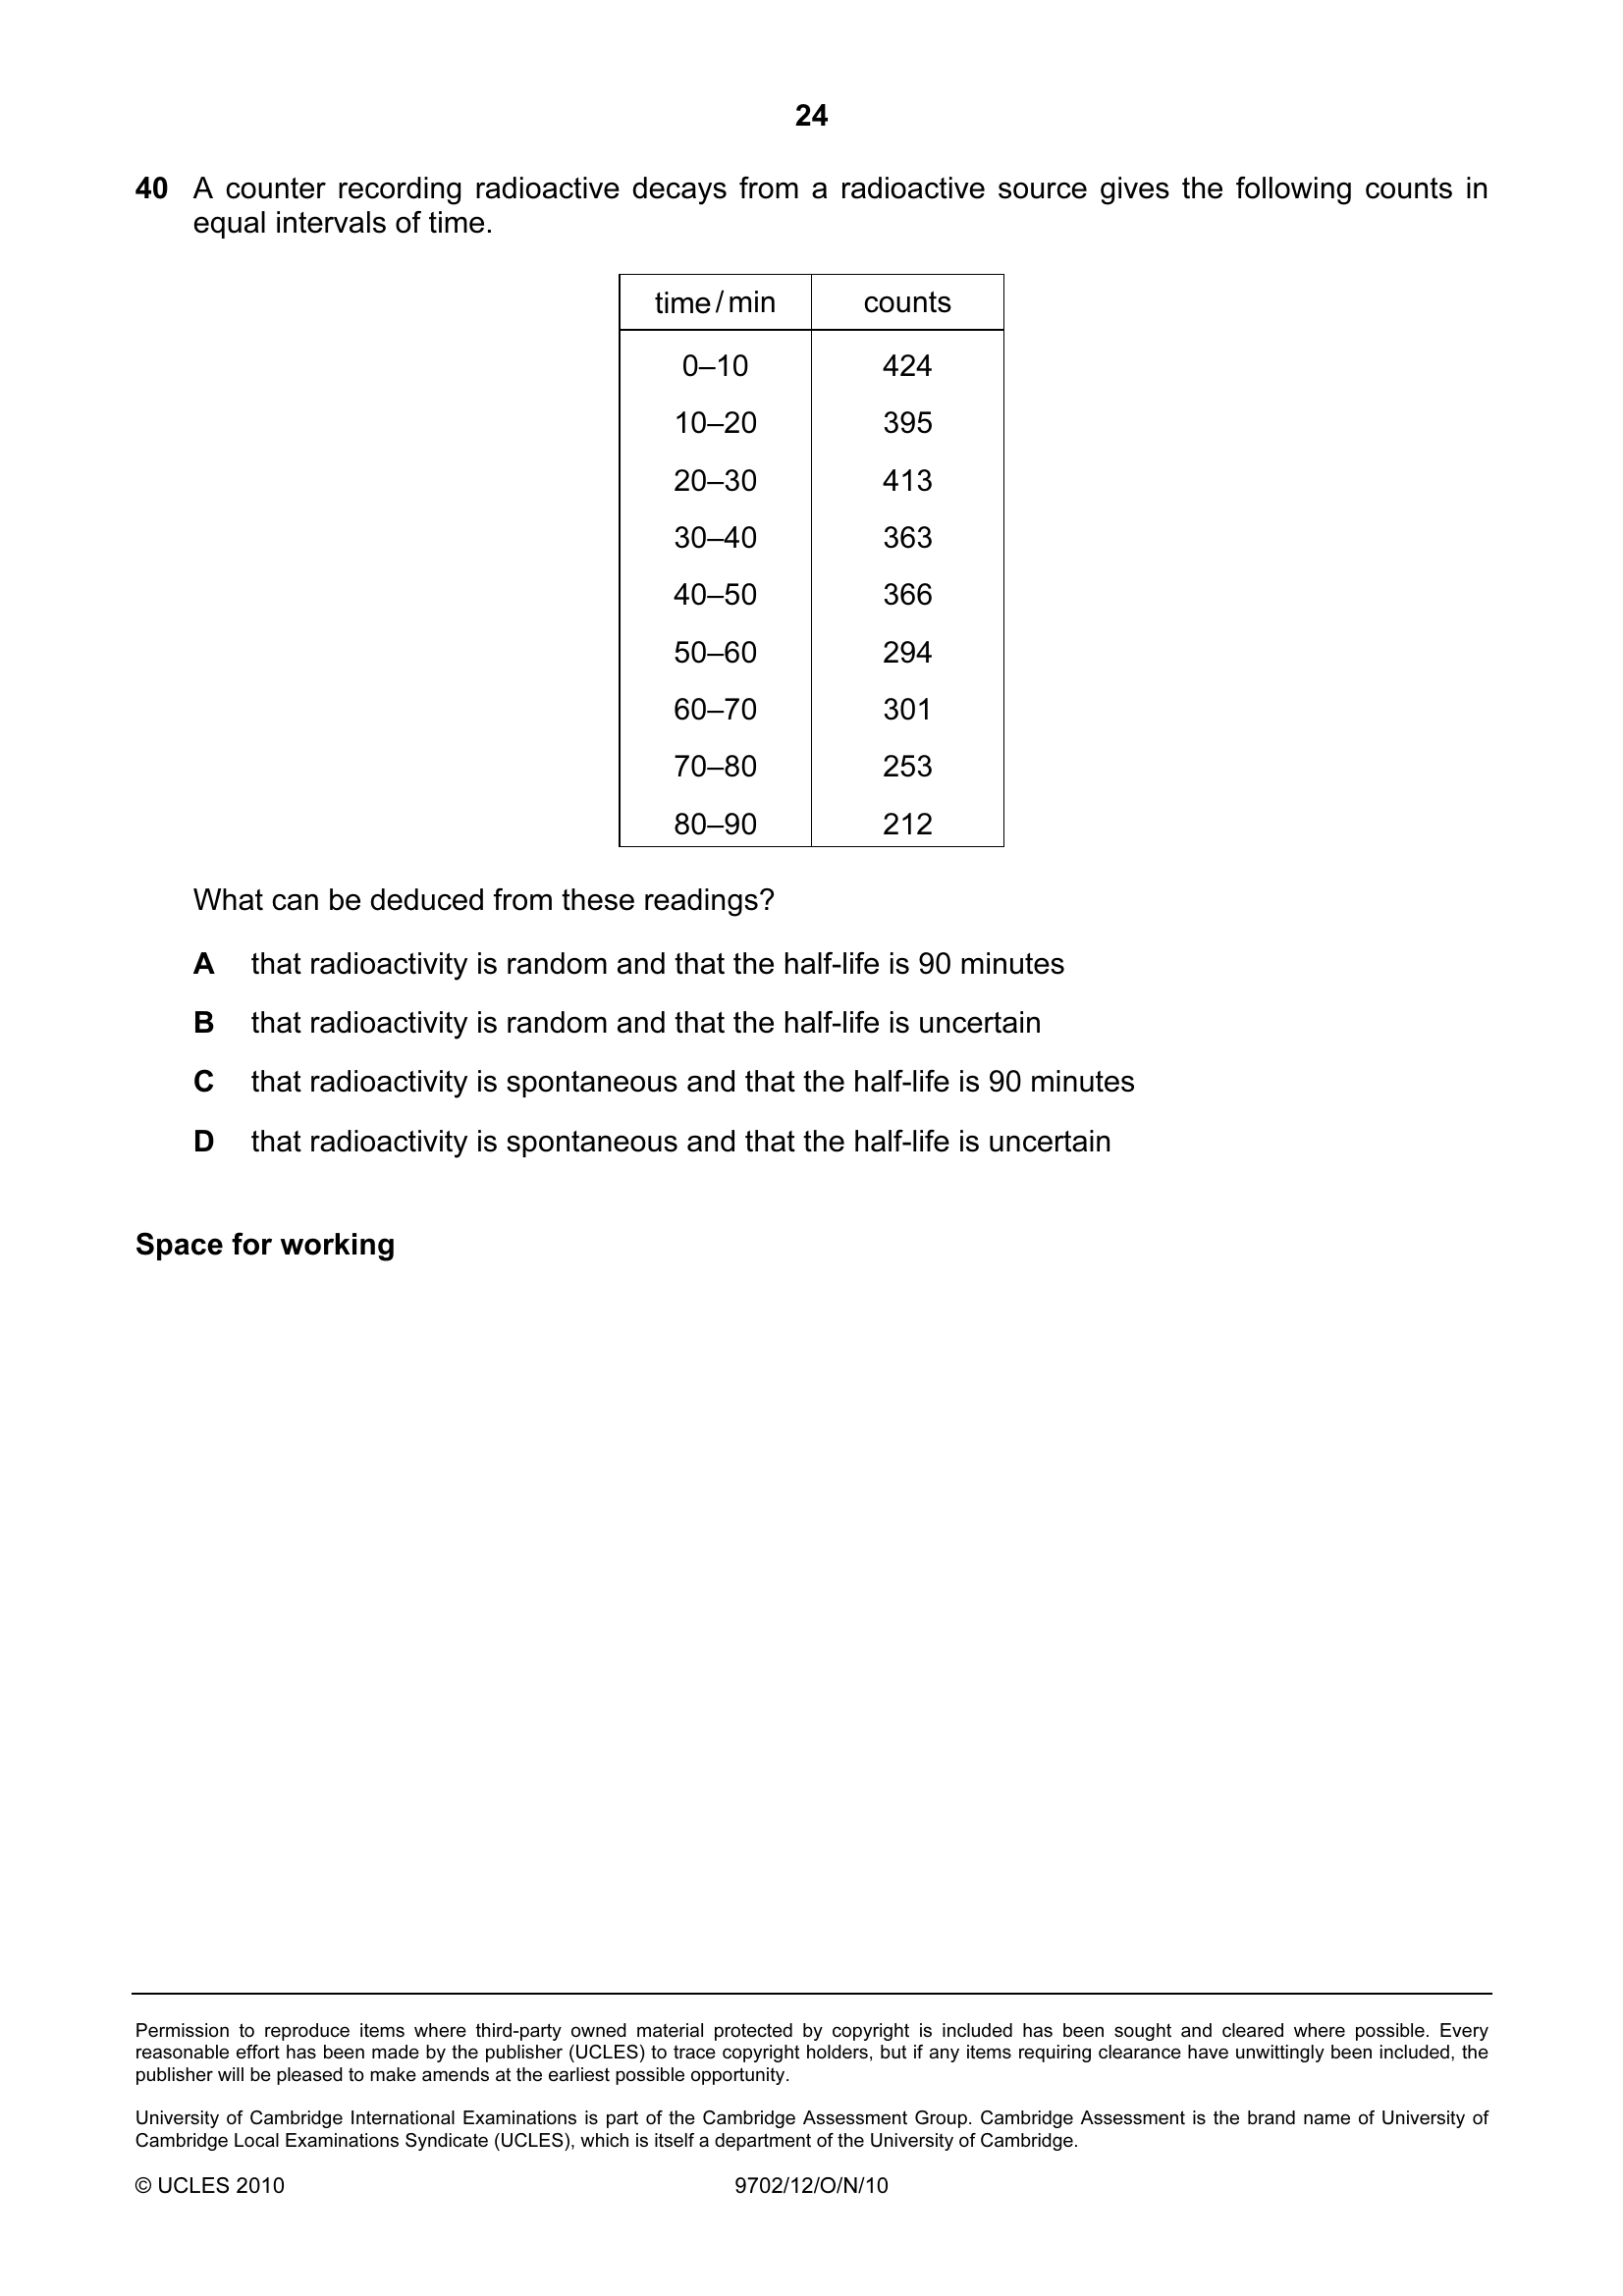 24
40 A counter recording radioactive decays from a radioactive source gives the following counts in
equal intervals of time.
time / min counts
0–10 424
10–20 395
20–30 413
30–40 363
40–50 366
50–60 294
60–70 301
70–80 253
80–90 212
What can be deduced from these readings?
A that radioactivity is random and that the half-life is 90 minutes
B that radioactivity is random and that the half-life is uncertain
C that radioactivity is spontaneous and that the half-life is 90 minutes
D that radioactivity is spontaneous and that the half-life is uncertain
Space for working
Permission to reproduce items where third-party owned material protected by copyright is included has been sought and cleared where possible. Every
reasonable effort has been made by the publisher (UCLES) to trace copyright holders, but if any items requiring clearance have unwittingly been included, the
publisher will be pleased to make amends at the earliest possible opportunity.
University of Cambridge International Examinations is part of the Cambridge Assessment Group. Cambridge Assessment is the brand name of University of
Cambridge Local Examinations Syndicate (UCLES), which is itself a department of the University of Cambridge.
© UCLES 2010 9702/12/O/N/10